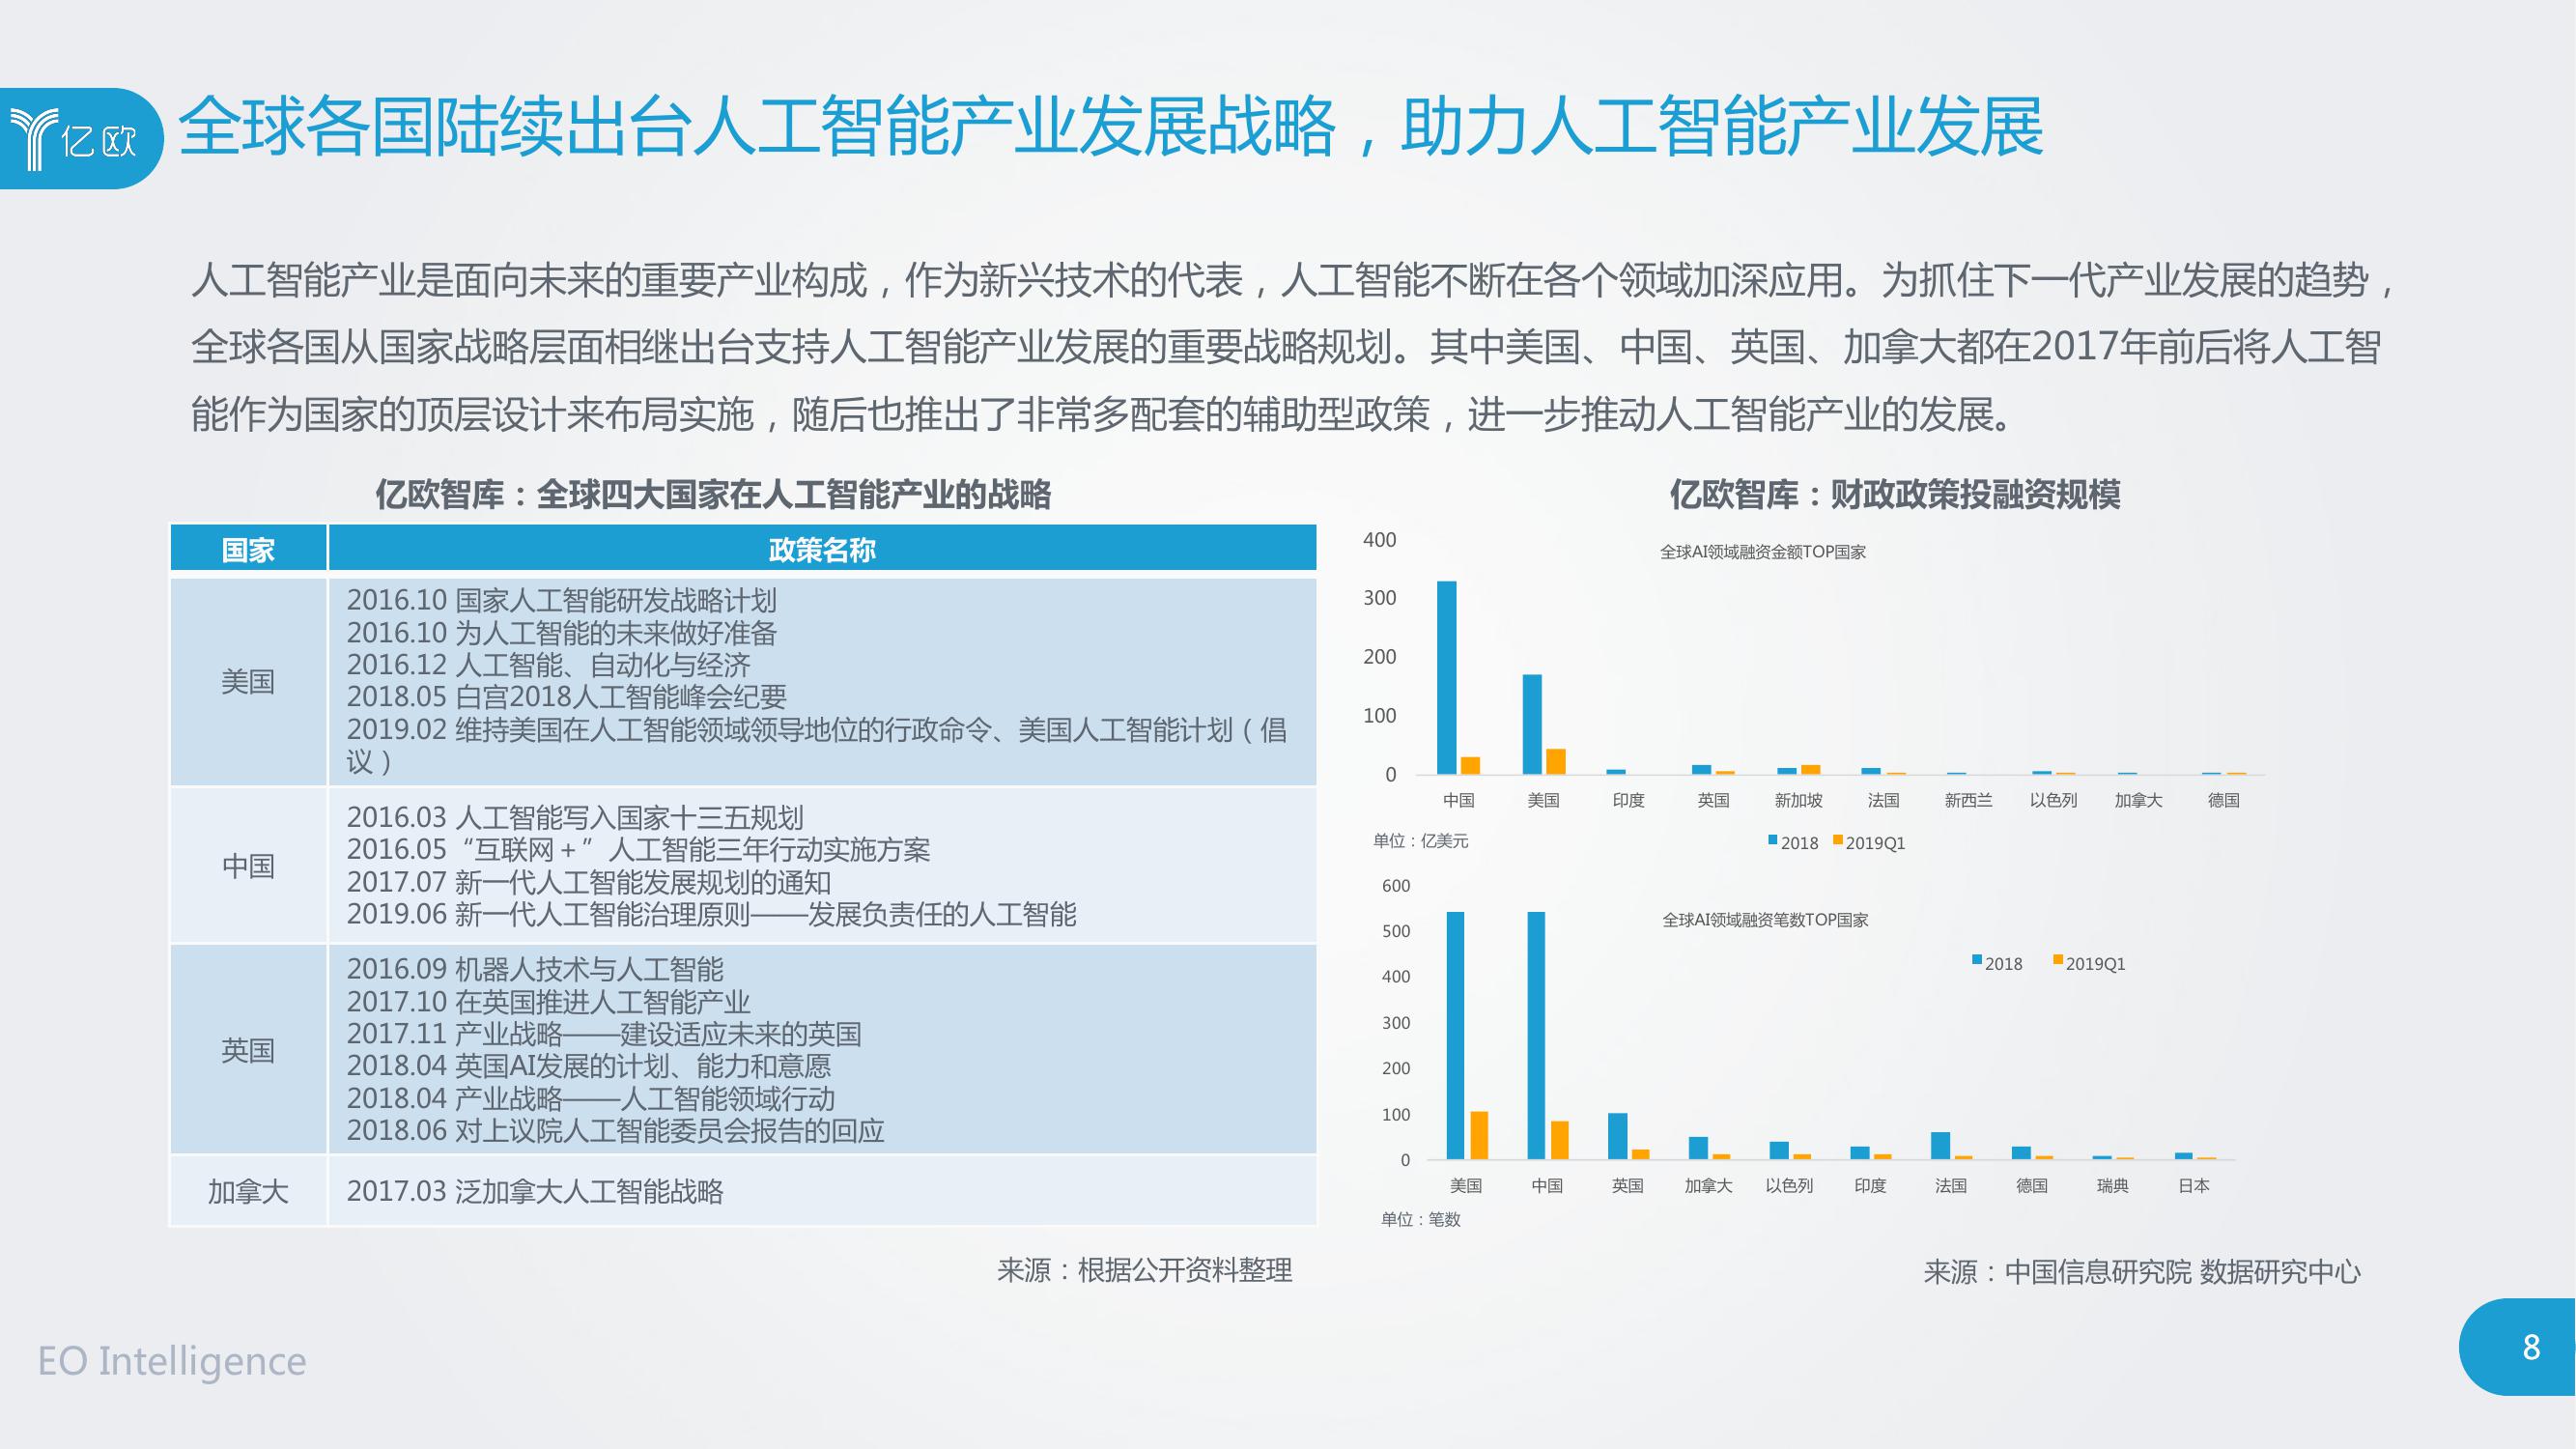 亿欧
全球各国陆续出台人工智能产业发展战略，助力人工智能产业发展
人工智能产业是面向未来的重要产业构成，作为新兴技术的代表，人工智能不断在各个领域加深应用。为抓住下一代产业发展的趋势，
全球各国从国家战略层面相继出台支持人工智能产业发展的重要战略规划。其中美国、中国、英国、加拿大都在2017年前后将人工智
能作为国家的顶层设计来布局实施，随后也推出了非常多配套的辅助型政策，进一步推动人工智能产业的发展。
亿欧智库：全球四大国家在人工智能产业的战略
国家 政策名称
美国
2016.10 国家人工智能研发战略计划
2016.10 为人工智能的未来做好准备
2016.12 人工智能、自动化与经济
2018.05 白宫2018人工智能峰会纪要
2019.02 维持美国在人工智能领域领导地位的行政命令、美国人工智能计划（倡
议）
中国
2016.03 人工智能写入国家十三五规划
2016.05“互联网＋”人工智能三年行动实施方案
2017.07 新一代人工智能发展规划的通知
2019.06 新一代人工智能治理原则——发展负责任的人工智能
英国
2016.09 机器人技术与人工智能
2017.10 在英国推进人工智能产业
2017.11 产业战略——建设适应未来的英国
2018.04 英国AI发展的计划、能力和意愿
2018.04 产业战略——人工智能领域行动
2018.06 对上议院人工智能委员会报告的回应
加拿大
2017.03 泛加拿大人工智能战略
来源：根据公开资料整理
亿欧智库：财政政策投融资规模
全球AI领域融资金额TOP国家
400
300
200
100
0
中国 美国 印度 英国 新加坡 法国 新西兰 以色列 加拿大 德国
单位：亿美元
2018 2019Q1
全球AI领域融资笔数TOP国家
2018 2019Q1
600
500
400
300
200
100
0
美国 中国 英国 加拿大 以色列 印度 法国 德国 瑞典 日本
单位：笔数
来源：中国信息研究院 数据研究中心
EO Intelligence
8